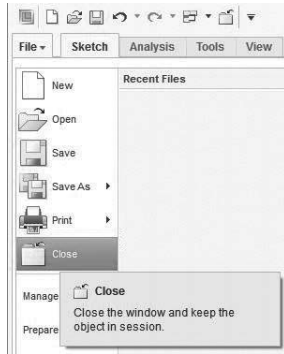 File Sketch Analysis Tools View
New Recent Files
Open
Save
Save As
Print
Close
Manage
Close
Close the window and keep the
object in session.
Prepare